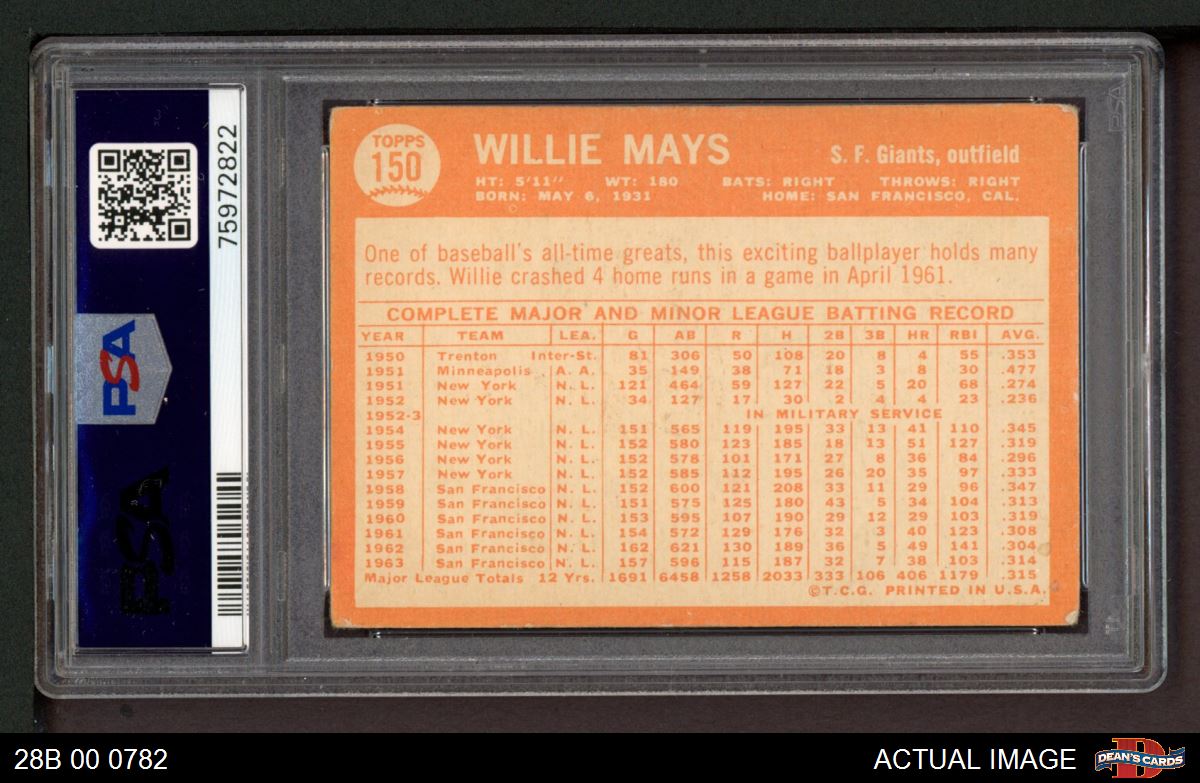 75972822
PSA
PSA
TOPPS
150
WILLIE MAYS
S. F. Giants, outfield
HT: 5'11" WT: 180 BATS: RIGHT THROWS: RIGHT
BORN: MAY 6, 1931 HOME: SAN FRANCISCO, CAL.
One of baseball's all-time greats, this exciting ballplayer holds many
records. Willie crashed 4 home runs in a game in April 1961.
COMPLETE MAJOR AND MINOR LEAGUE BATTING RECORD
YEAR TEAM LEA. G AB R H 2B 3B HR RBI AVG.
1950 Trenton Inter-St. 81 306 50 108 20 8 4 55 .353
1951 Minneapolis A. A. 35 149 38 71 18 3 8 30 .477
1951 New York N. L. 121 464 59 127 22 5 20 68 .274
1952 New York N. L. 34 127 17 30 2 4 4 23 .236
1952-3 IN MILITARY SERVICE
1954 New York N. L. 151 565 119 195 33 13 41 110 .345
1955 New York N. L. 152 580 123 185 18 13 51 127 .319
1956 New York N. L. 152 578 101 171 27 8 36 84 .296
1957 New York N. L. 152 585 112 195 26 20 35 97 .333
1958 San Francisco N. L. 152 600 121 208 33 11 29 96 .347
1959 San Francisco N. L. 151 575 125 180 43 5 34 104 .313
1960 San Francisco N. L. 153 595 107 190 29 12 29 103 .319
1961 San Francisco N. L. 154 572 129 176 32 3 40 123 .308
1962 San Francisco N. L. 162 621 130 189 36 5 49 141 .304
1963 San Francisco N. L. 157 596 115 187 32 7 38 103 .314
Major League Totals 12 Yrs. 1691 6458 1258 2033 333 106 406 1179 .315
©T.C.G. PRINTED IN U.S.A.
PSA
28B 00 0782
ACTUAL IMAGE
DEAN'S CARDS